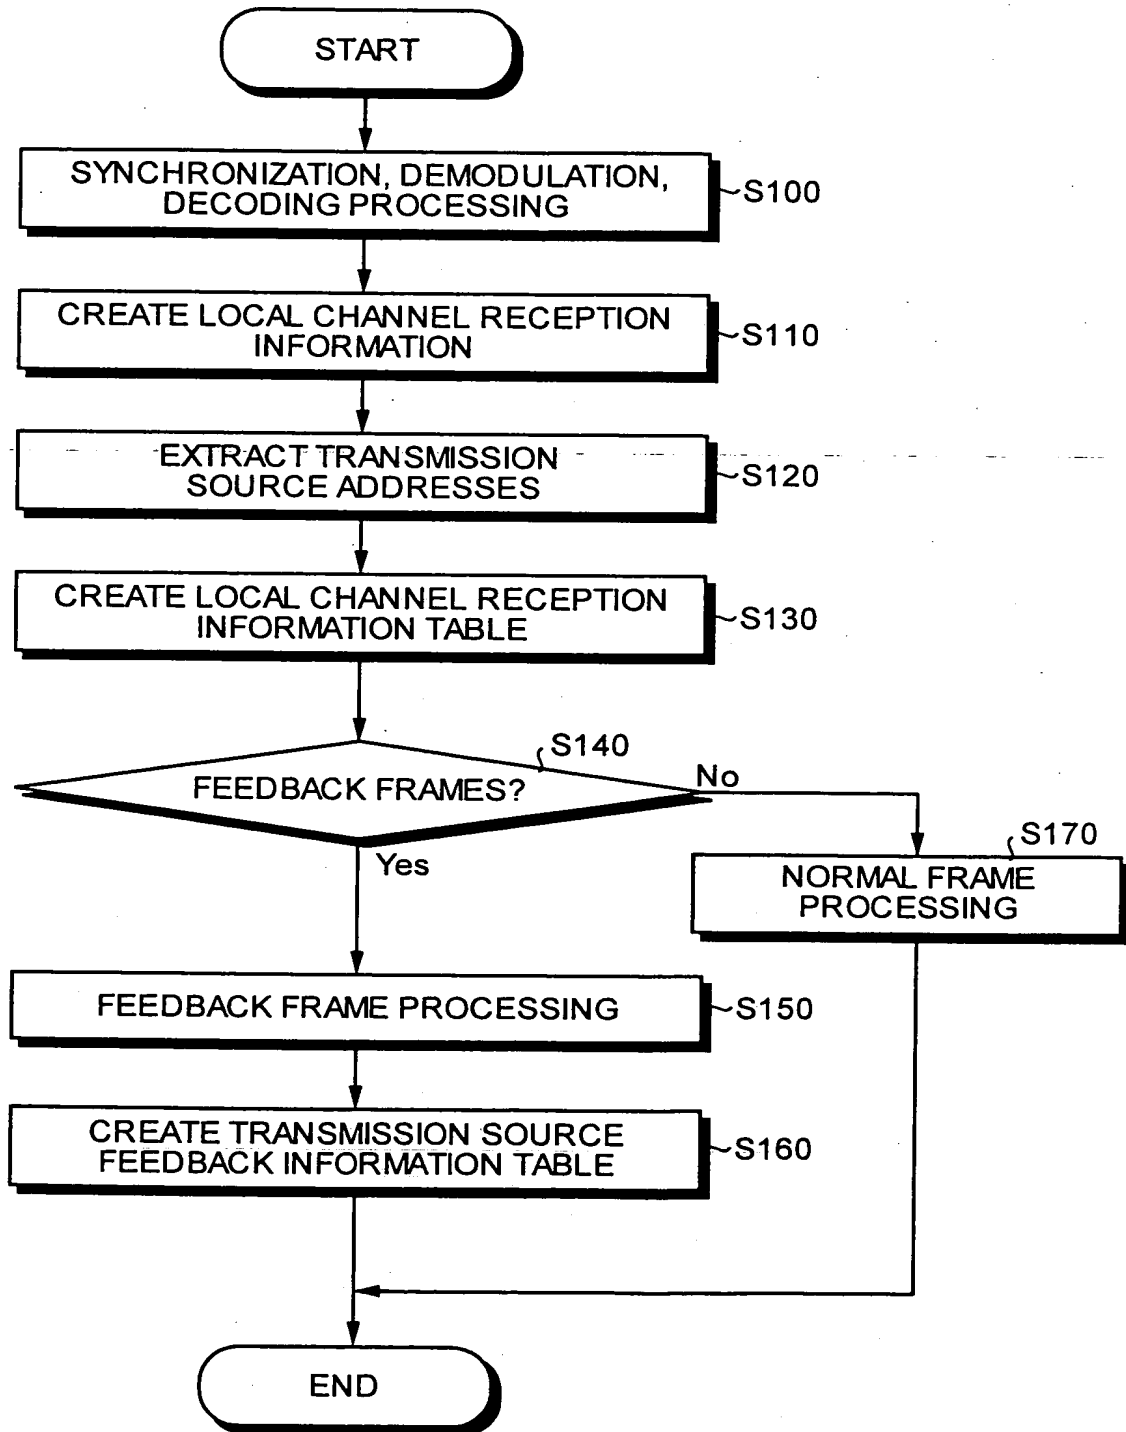 START
SYNCHRONIZATION, DEMODULATION,
DECODING PROCESSING
S100
CREATE LOCAL CHANNEL RECEPTION
INFORMATION
S110
EXTRACT TRANSMISSION
SOURCE ADDRESSES
S120
CREATE LOCAL CHANNEL RECEPTION
INFORMATION TABLE
S130
S140
FEEDBACK FRAMES?
No
Yes
S170
NORMAL FRAME
PROCESSING
FEEDBACK FRAME PROCESSING
S150
CREATE TRANSMISSION SOURCE
FEEDBACK INFORMATION TABLE
S160
END